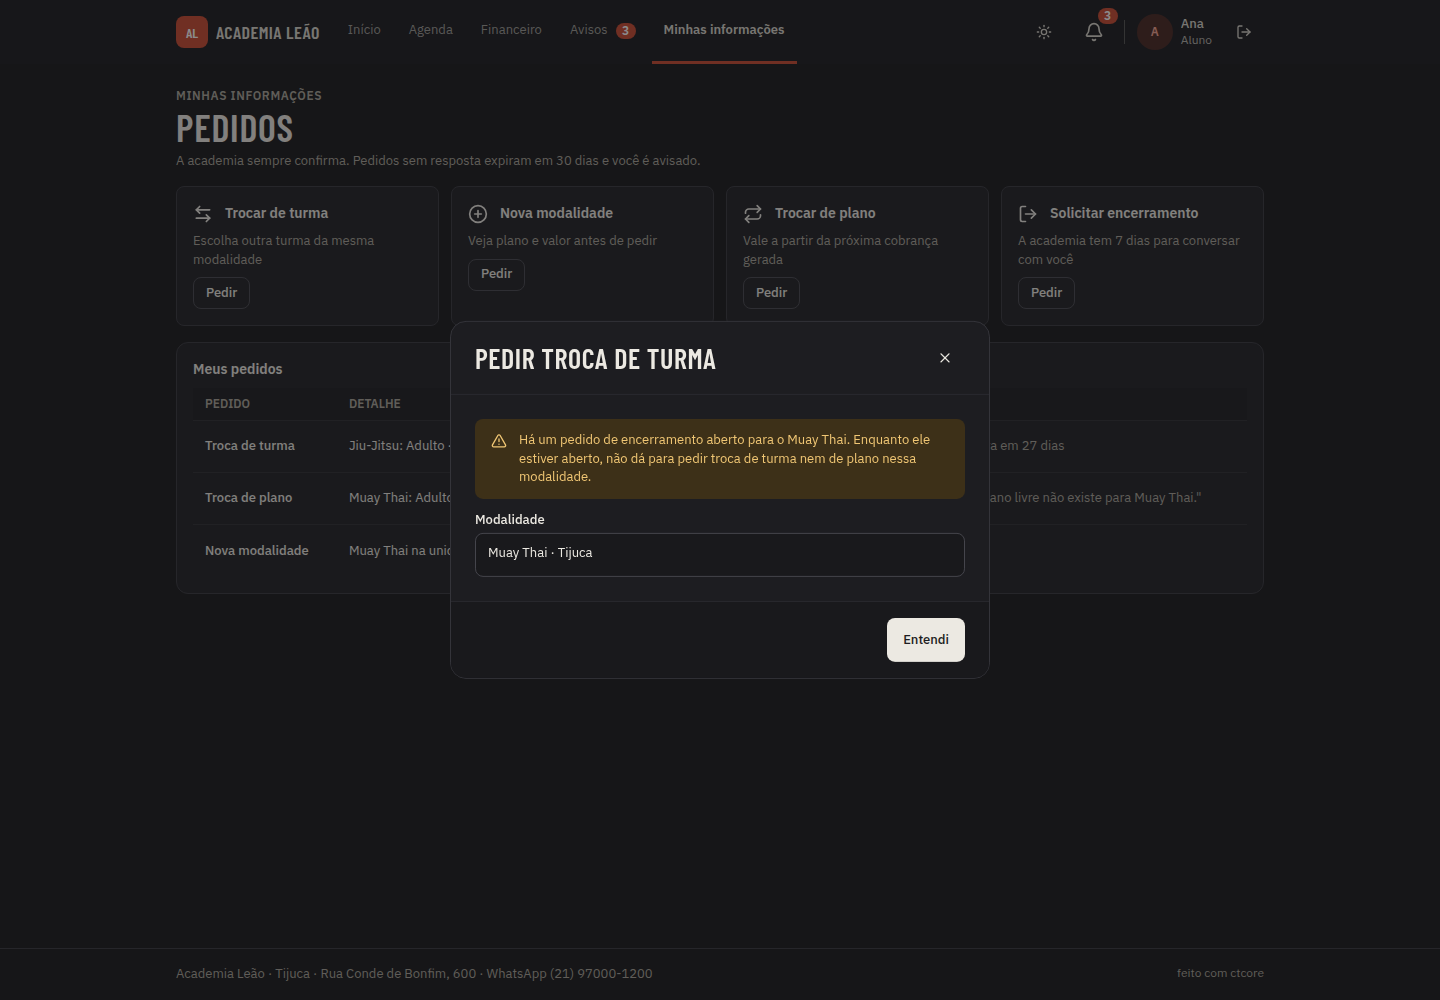 AL
ACADEMIA LEÃO
Início
Agenda
Financeiro
Avisos 3
Minhas informações
3
A
Ana
Aluno
MINHAS INFORMAÇÕES
PEDIDOS
A academia sempre confirma. Pedidos sem resposta expiram em 30 dias e você é avisado.
Trocar de turma
Escolha outra turma da mesma
modalidade
Pedir
Nova modalidade
Veja plano e valor antes de pedir
Pedir
Trocar de plano
Vale a partir da próxima cobrança
gerada
Pedir
Solicitar encerramento
A academia tem 7 dias para conversar
com você
Pedir
Meus pedidos
PEDIDO DETALHE
Troca de turma Jiu-Jitsu: Adulto · a em 27 dias
Troca de plano Muay Thai: Adulto ano livre não existe para Muay Thai."
Nova modalidade Muay Thai na
PEDIR TROCA DE TURMA
Há um pedido de encerramento aberto para o Muay Thai. Enquanto ele
estiver aberto, não dá para pedir troca de turma nem de plano nessa
modalidade.
Modalidade
Muay Thai · Tijuca
Entendi
Academia Leão · Tijuca · Rua Conde de Bonfim, 600 · WhatsApp (21) 97000-1200
feito com ctcore